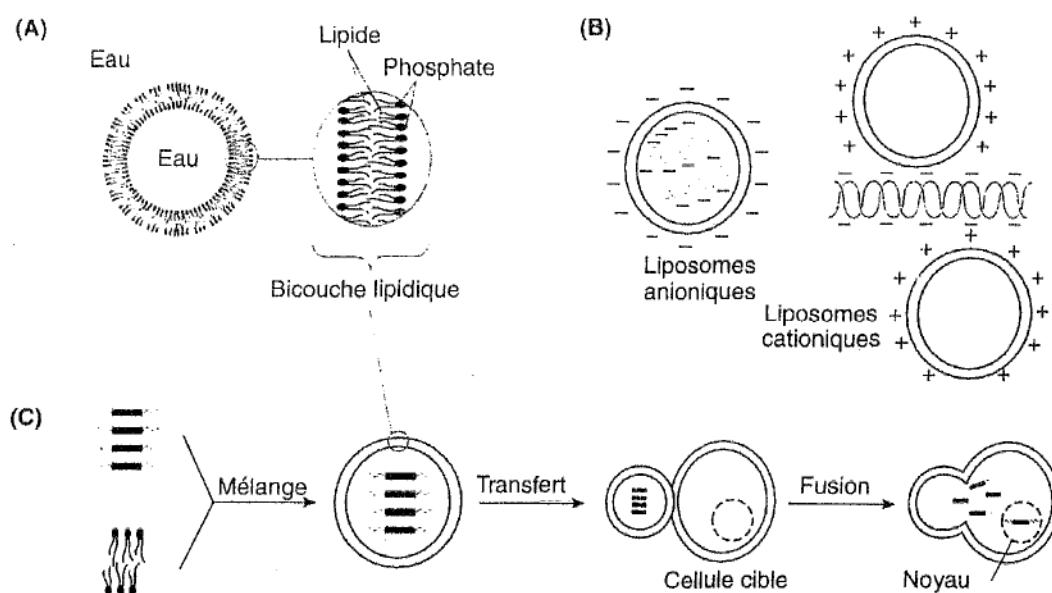 (A)
Eau
Eau
Lipide
Phosphate
Bicouche lipidique
(B)
Liposomes
anioniques
Liposomes
cationiques
(C)
Mélange
Transfert
Cellule cible
Fusion
Noyau